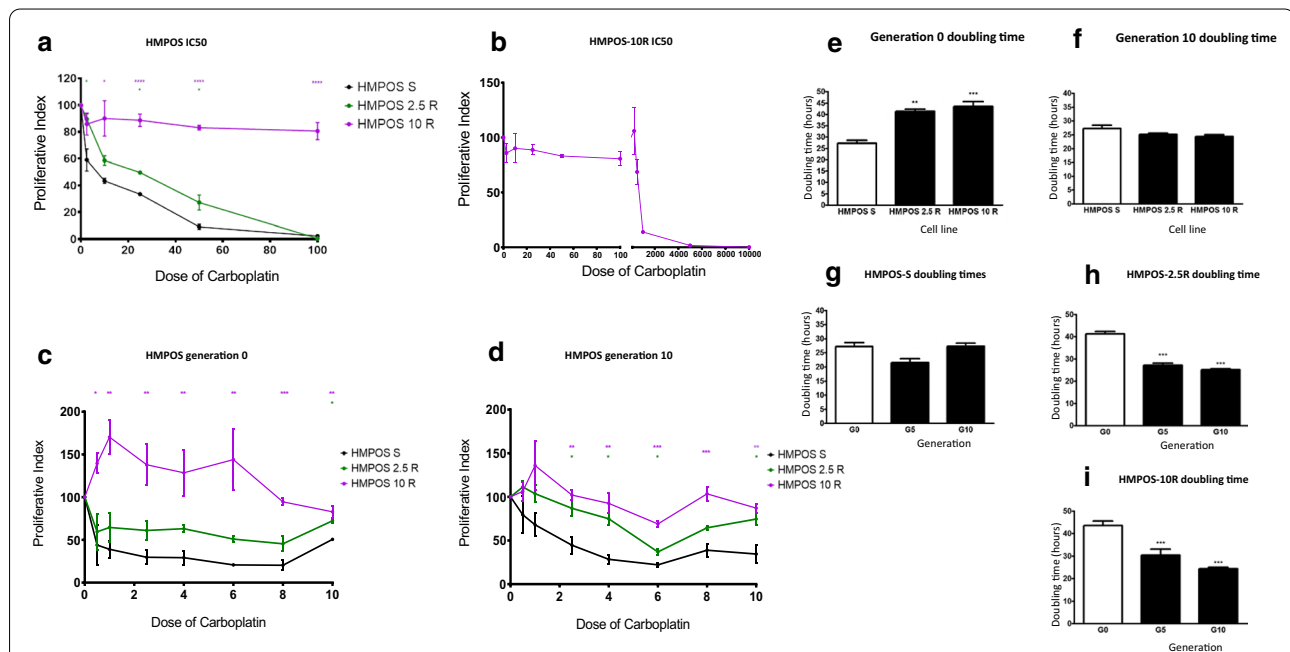 a
HMPOS IC50
* * **** **** ****
* *
120
100
80
60
40
20
0
Proliferative Index
HMPOS S
HMPOS 2.5 R
HMPOS 10 R
0 20 40 60 80 100
Dose of Carboplatin
b
HMPOS-10R IC50
150
100
50
0
Proliferative Index
0 20 40 60 80 100 2000 4000 6000 8000 10000
Dose of Carboplatin
c
HMPOS generation 0
* ** ** ** ** *** **
*
200
150
100
50
0
Proliferative Index
HMPOS S
HMPOS 2.5 R
HMPOS 10 R
0 2 4 6 8 10
Dose of Carboplatin
d
HMPOS generation 10
** ** *** *** **
* * * *
200
150
100
50
0
Proliferative Index
HMPOS S
HMPOS 2.5 R
HMPOS 10 R
0 2 4 6 8 10
Dose of Carboplatin
e
Generation 0 doubling time
** ***
50
45
40
35
30
25
20
15
10
5
0
Doubling time (hours)
HMPOS S HMPOS 2.5 R HMPOS 10 R
Cell line
f
Generation 10 doubling time
40
35
30
25
20
15
10
5
0
Doubling time (hours)
HMPOS S HMPOS 2.5 R HMPOS 10 R
Cell line
g
HMPOS-S doubling times
40
35
30
25
20
15
10
5
0
Doubling time (hours)
G0 G5 G10
Generation
h
HMPOS-2.5R doubling time
*** ***
50
40
30
20
10
0
Doubling time (hours)
G0 G5 G10
Generation
i
HMPOS-10R doubling time
*** ***
50
40
30
20
10
0
Doubling time (hours)
G0 G5 G10
Generation